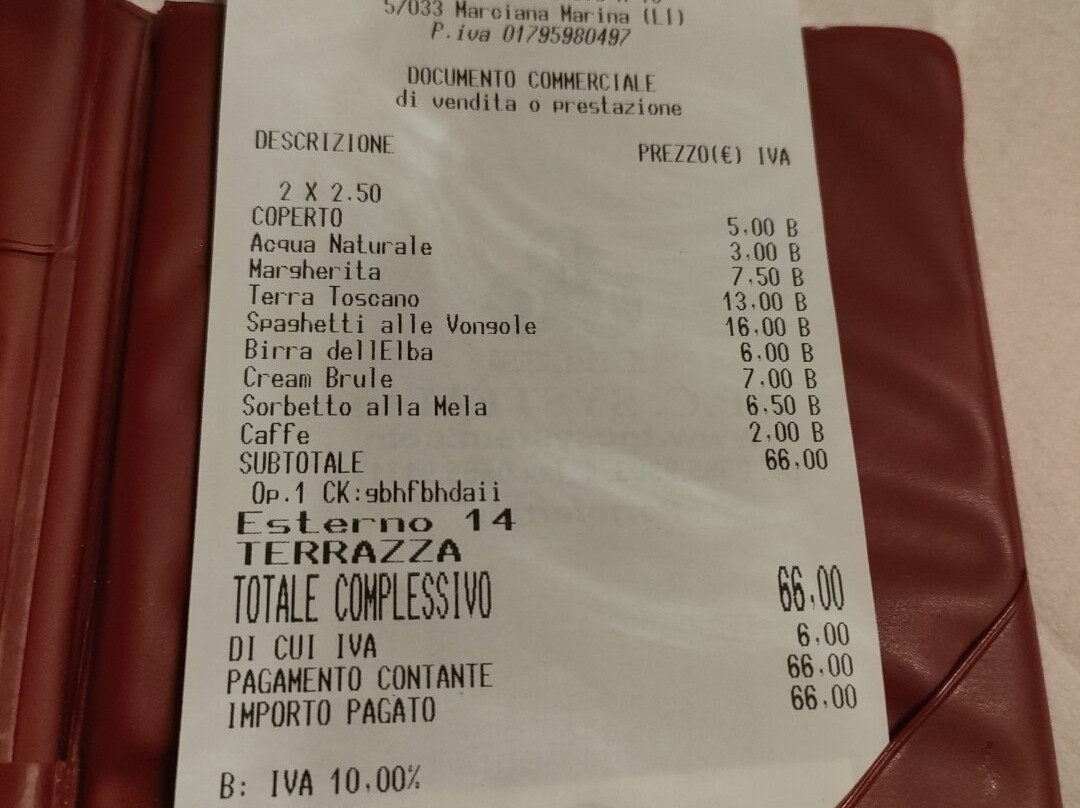 57033 Marciana Marina (LI)
P.iva 01795980497
DOCUMENTO COMMERCIALE
di vendita o prestazione
DESCRIZIONE PREZZO(€) IVA
2 X 2.50
COPERTO 5,00 B
Acqua Naturale 3,00 B
Margherita 7,50 B
Terra Toscano 13,00 B
Spaghetti alle Vongole 16,00 B
Birra dellElba 6,00 B
Cream Brule 7,00 B
Sorbetto alla Mela 6,50 B
Caffe 2,00 B
SUBTOTALE 66,00
Op.1 CK:gbhfbhdaii
Esterno 14
TERRAZZA
TOTALE COMPLESSIVO 66,00
DI CUI IVA 6,00
PAGAMENTO CONTANTE 66,00
IMPORTO PAGATO 66,00
B: IVA 10,00%